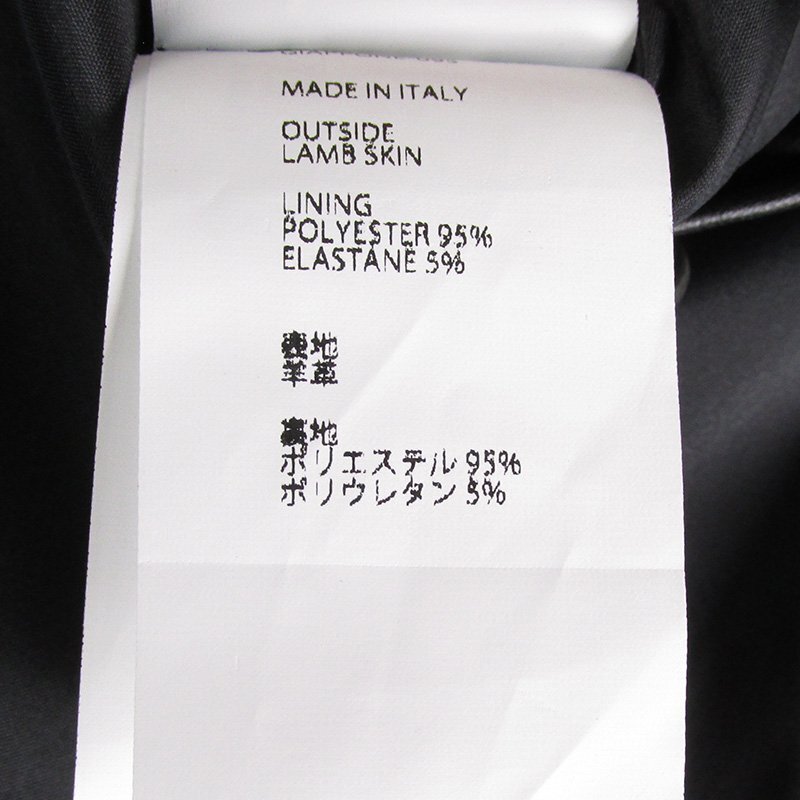 MADE IN ITALY
OUTSIDE
LAMB SKIN
LINING
POLYESTER 95%
ELASTANE 5%
表地
羊革
裏地
ポリエステル 95%
ポリウレタン 5%